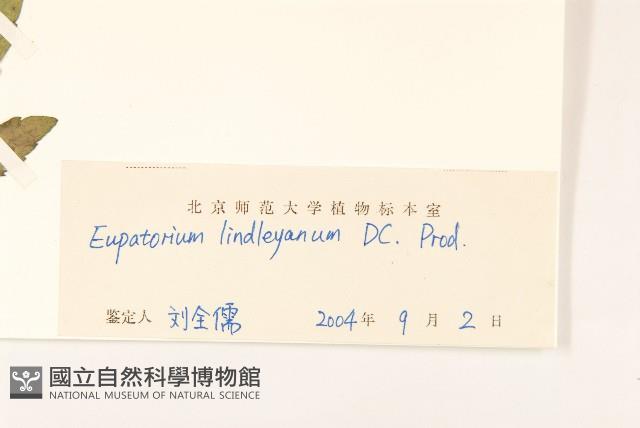 北京师范大学植物标本室
Eupatorium lindleyanum DC. Prod.
鉴定人 刘全儒 2004年 9月 2日
國立自然科學博物館
NATIONAL MUSEUM OF NATURAL SCIENCE